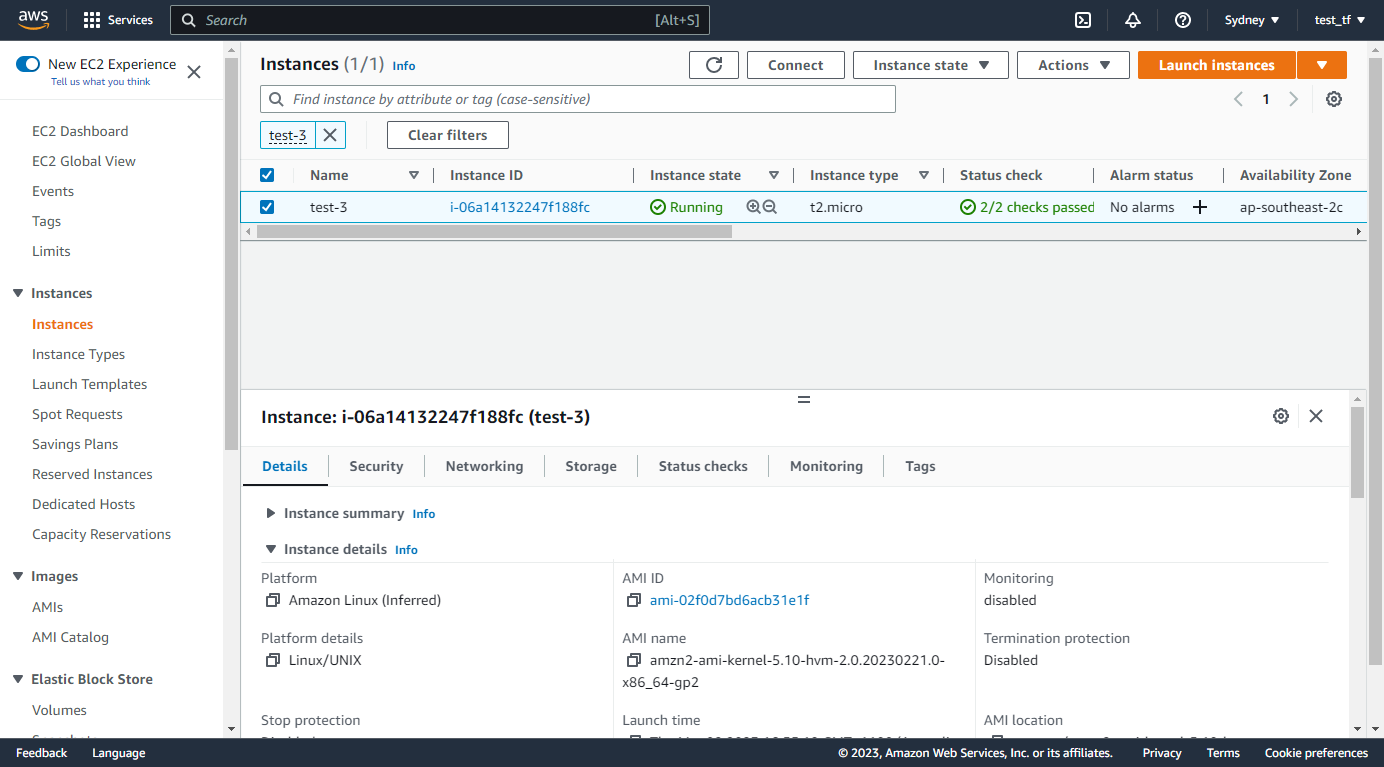 aws
Services
Search
[Alt+S]
Sydney
test_tf
New EC2 Experience
Tell us what you think
EC2 Dashboard
EC2 Global View
Events
Tags
Limits
Instances
Instances
Instance Types
Launch Templates
Spot Requests
Savings Plans
Reserved Instances
Dedicated Hosts
Capacity Reservations
Images
AMIs
AMI Catalog
Elastic Block Store
Volumes
Instances (1/1) Info
Connect
Instance state
Actions
Launch instances
Find instance by attribute or tag (case-sensitive)
1
test-3
Clear filters
Name Instance ID Instance state Instance type Status check Alarm status Availability Zone
test-3 i-06a14132247f188fc Running t2.micro 2/2 checks passed No alarms ap-southeast-2c
Instance: i-06a14132247f188fc (test-3)
Details Security Networking Storage Status checks Monitoring Tags
Instance summary Info
Instance details Info
Platform
Amazon Linux (Inferred)
AMI ID
ami-02f0d7bd6acb31e1f
Monitoring
disabled
Platform details
Linux/UNIX
AMI name
amzn2-ami-kernel-5.10-hvm-2.0.20230221.0-
x86_64-gp2
Termination protection
Disabled
Stop protection
Launch time
AMI location
Feedback Language
© 2023, Amazon Web Services, Inc. or its affiliates. Privacy Terms Cookie preferences